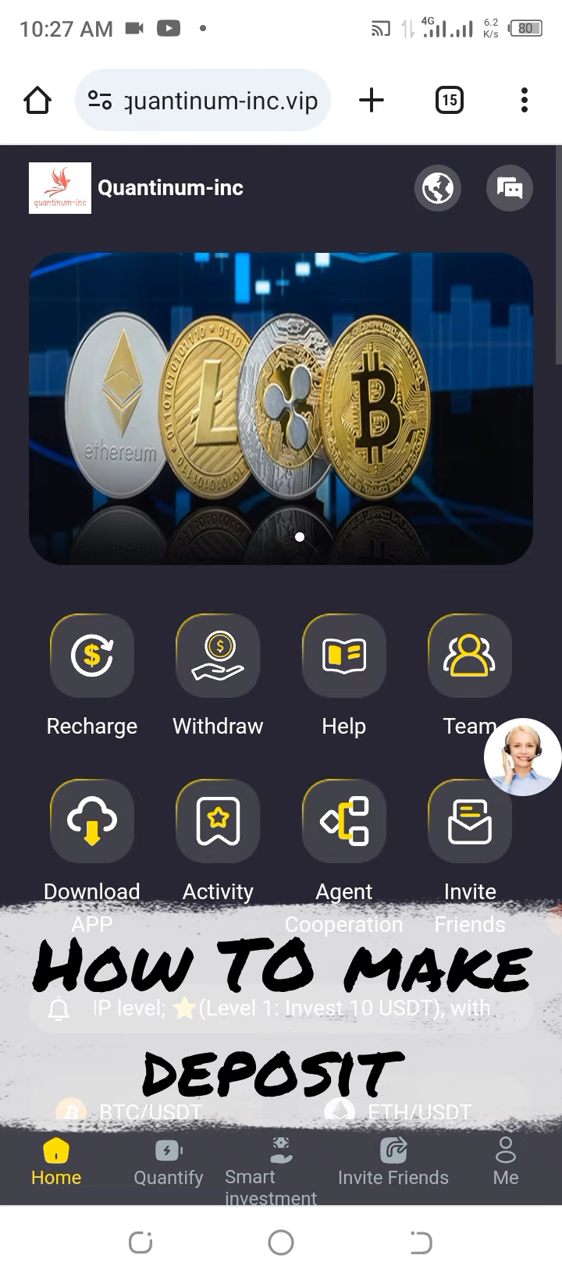 10:27 AM
4G
6.2
K/s
80
quantinum-inc.vip
15
quantinum-inc
Quantinum-inc
ethereum
Recharge
Withdraw
Help
Team
Download
APP
Activity
Agent
Cooperation
Invite
Friends
HOW TO MAKE
IP level; ⭐(Level 1: Invest 10 USDT), with
DEPOSIT
BTC/USDT
ETH/USDT
Home
Quantify
Smart
investment
Invite Friends
Me